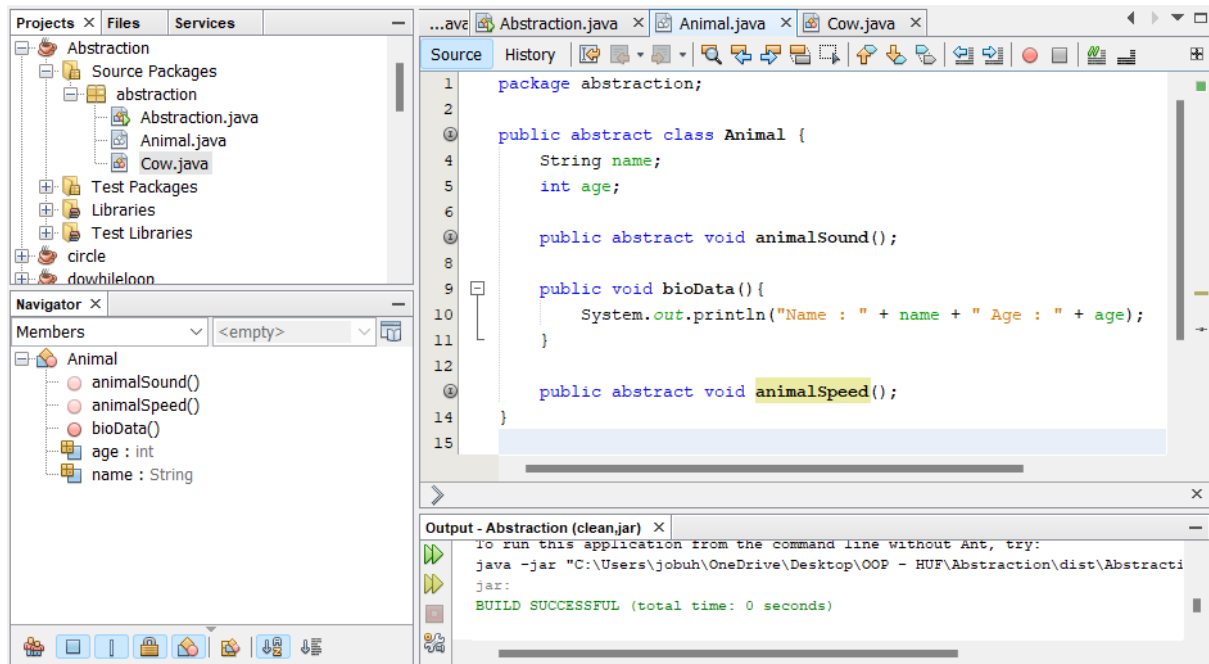 Projects
Files
Services
Abstraction
Source Packages
abstraction
Abstraction.java
Animal.java
Cow.java
Test Packages
Libraries
Test Libraries
circle
dowhileloop
Navigator
Members
<empty>
Animal
animalSound()
animalSpeed()
bioData()
age : int
name : String
...ava
Abstraction.java
Animal.java
Cow.java
Source
History
1 package abstraction;
2
public abstract class Animal {
4 String name;
5 int age;
6
public abstract void animalSound();
8
9 public void bioData(){
10 System.out.println("Name : " + name + " Age : " + age);
11 }
12
public abstract void animalSpeed();
14 }
15
Output - Abstraction (clean,jar)
To run this application from the command line without Ant, try:
java -jar "C:\Users\jobuh\OneDrive\Desktop\OOP - HUF\Abstraction\dist\Abstracti
jar:
BUILD SUCCESSFUL (total time: 0 seconds)